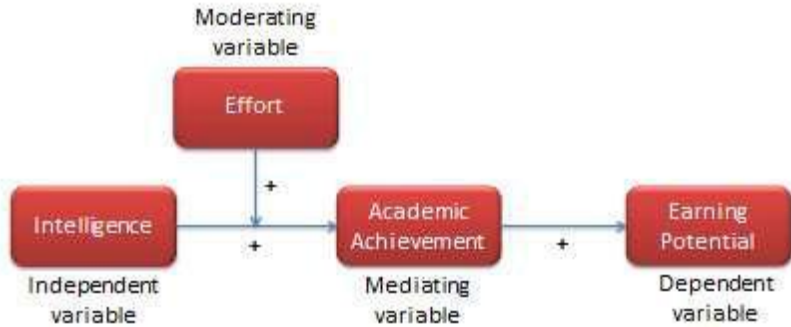 Moderating
variable
Effort
+
Intelligence
+
Academic
Achievement
+
Earning
Potential
Independent
variable
Mediating
variable
Dependent
variable